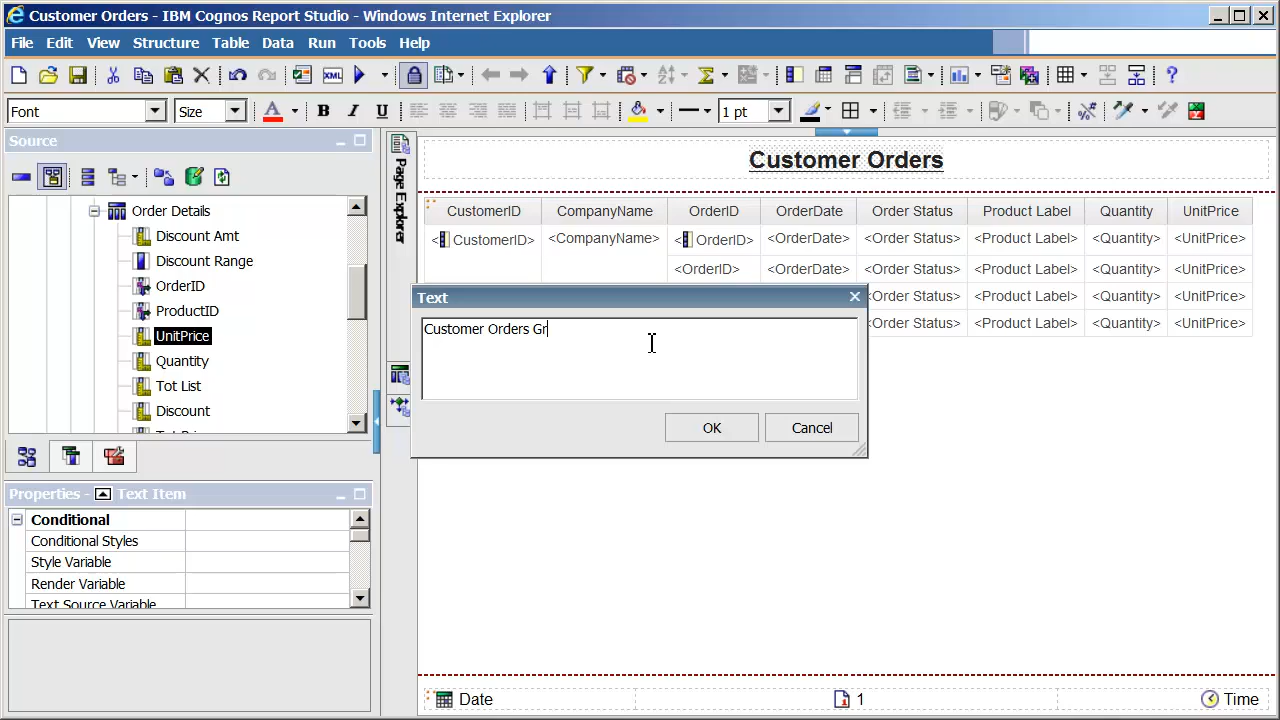 Customer Orders - IBM Cognos Report Studio - Windows Internet Explorer
File Edit View Structure Table Data Run Tools Help
XML
Font Size A B I U 1 pt
Source
Order Details
Discount Amt
Discount Range
OrderID
ProductID
UnitPrice
Quantity
Tot List
Discount
Page Explorer
Customer Orders
CustomerID CompanyName OrderID OrderDate Order Status Product Label Quantity UnitPrice
<CustomerID> <CompanyName> <OrderID> <OrderDate> <Order Status> <Product Label> <Quantity> <UnitPrice>
<OrderID> <OrderDate> <Order Status> <Product Label> <Quantity> <UnitPrice>
<Order Status> <Product Label> <Quantity> <UnitPrice>
<Order Status> <Product Label> <Quantity> <UnitPrice>
Text
Customer Orders Gr
OK Cancel
Properties - Text Item
Conditional
Conditional Styles
Style Variable
Render Variable
Text Source Variable
Date 1 Time